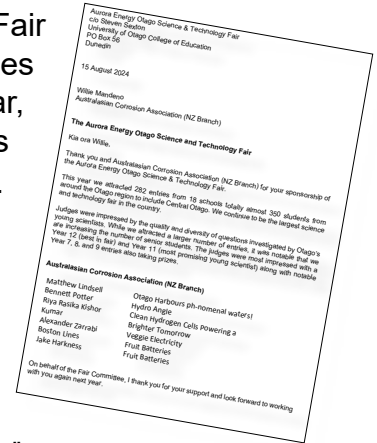 Fair
es
ar,
s
.
Aurora Energy Otago Science & Technology Fair
c/o Steven Sexton
University of Otago College of Education
PO Box 56
Dunedin
15 August 2024
Willie Mandeno
Australasian Corrosion Association (NZ Branch)
The Aurora Energy Otago Science and Technology Fair
Kia ora Willie,
Thank you and Australasian Corrosion Association (NZ Branch) for your sponsorship of
the Aurora Energy Otago Science & Technology Fair.
This year we attracted 282 entries from 18 schools totally almost 350 students from
around the Otago region to include Central Otago. We continue to be the largest science
and technology fair in the country.
Judges were impressed by the quality and diversity of questions investigated by Otago's
young scientists. While we attracted a larger number of entries, it was notable that we
are increasing the number of senior students. The judges were most impressed with a
Year 12 (best in fair) and Year 11 (most promising young scientist) along with notable
Year 7, 8, and 9 entries also taking prizes.
Australasian Corrosion Association (NZ Branch)
Matthew Lindsell Otago Harbours ph-nomenal waters!
Bennett Potter Hydro Angle
Riya Rasika Kishor Clean Hydrogen Cells Powering a
Kumar Brighter Tomorrow
Alexander Zarrabi Veggie Electricity
Boston Lines Fruit Batteries
Jake Harkness Fruit Batteries
On behalf of the Fair Committee, I thank you for your support and look forward to working
with you again next year.
"